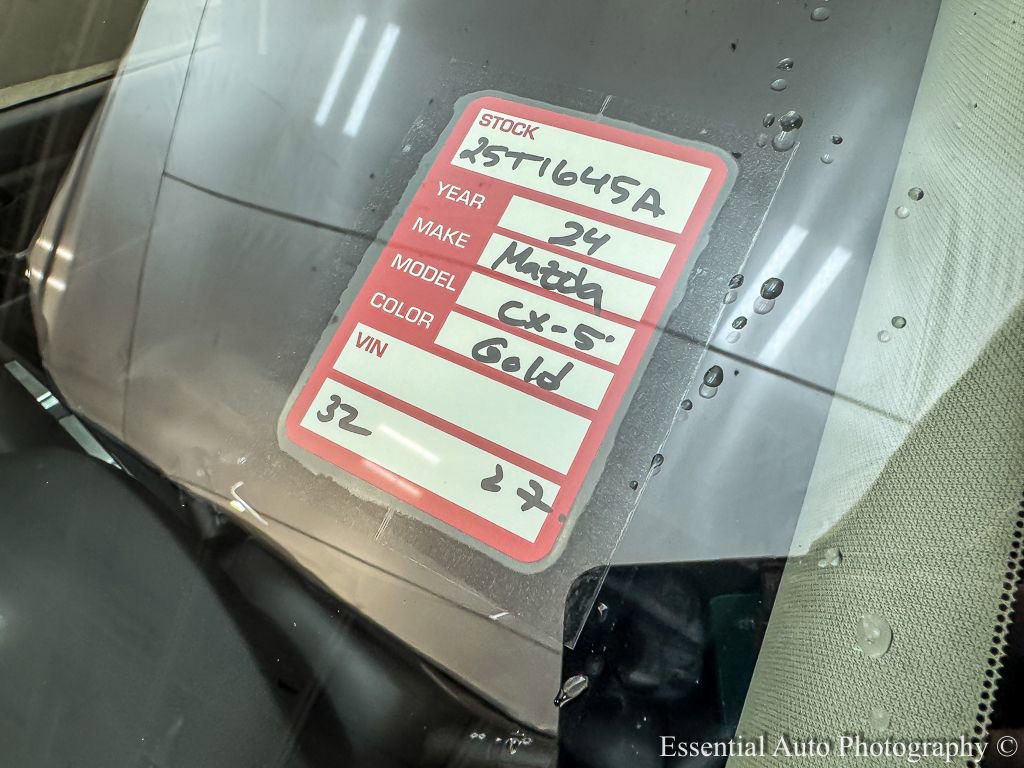 STOCK
25T1645A
YEAR 24
MAKE Mazda
MODEL CX-5
COLOR Gold
VIN
32 27
Essential Auto Photography ©